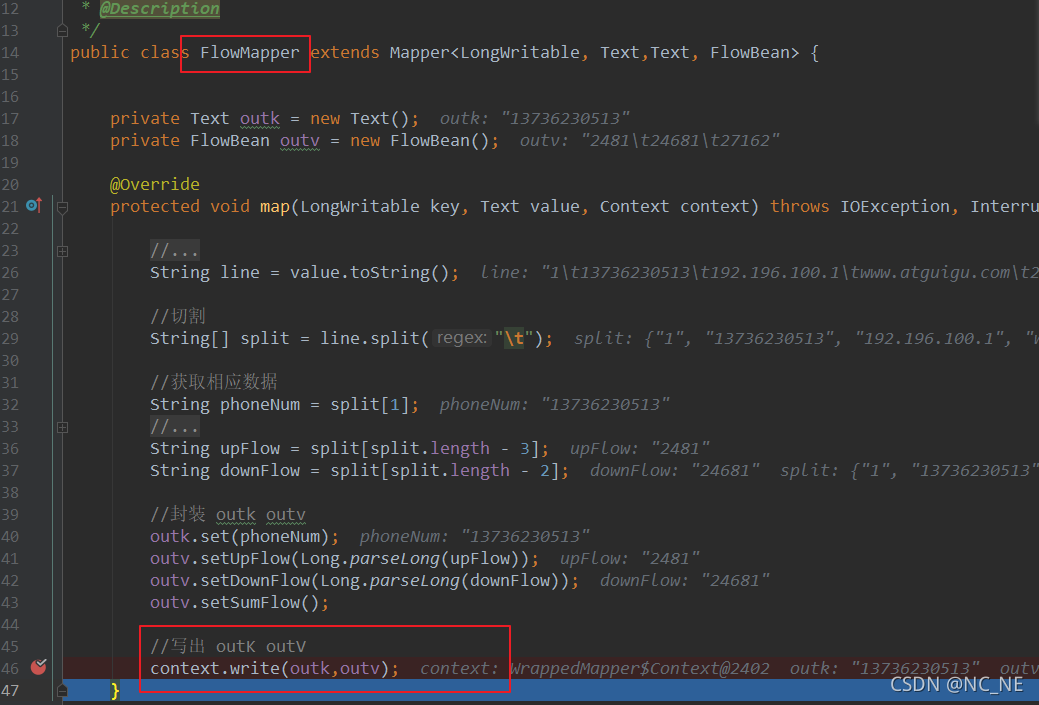 12 * @Description
13 */
14 public class FlowMapper extends Mapper<LongWritable, Text,Text, FlowBean> {
15
16
17 private Text outk = new Text(); outk: "13736230513"
18 private FlowBean outv = new FlowBean(); outv: "2481\t24681\t27162"
19
20 @Override
21 protected void map(LongWritable key, Text value, Context context) throws IOException, Interru
22
23 //...
26 String line = value.toString(); line: "1\t13736230513\t192.196.100.1\twww.atguigu.com\t2
27
28 //切割
29 String[] split = line.split( regex: "\t"); split: {"1", "13736230513", "192.196.100.1", "w
30
31 //获取相应数据
32 String phoneNum = split[1]; phoneNum: "13736230513"
33 //...
36 String upFlow = split[split.length - 3]; upFlow: "2481"
37 String downFlow = split[split.length - 2]; downFlow: "24681" split: {"1", "13736230513"
38
39 //封装 outk outv
40 outk.set(phoneNum); phoneNum: "13736230513"
41 outv.setUpFlow(Long.parseLong(upFlow)); upFlow: "2481"
42 outv.setDownFlow(Long.parseLong(downFlow)); downFlow: "24681"
43 outv.setSumFlow();
44
45 //写出 outK outV
46 context.write(outk,outv); context: WrappedMapper$Context@2402 outk: "13736230513" outv
47 }
CSDN @NC_NE